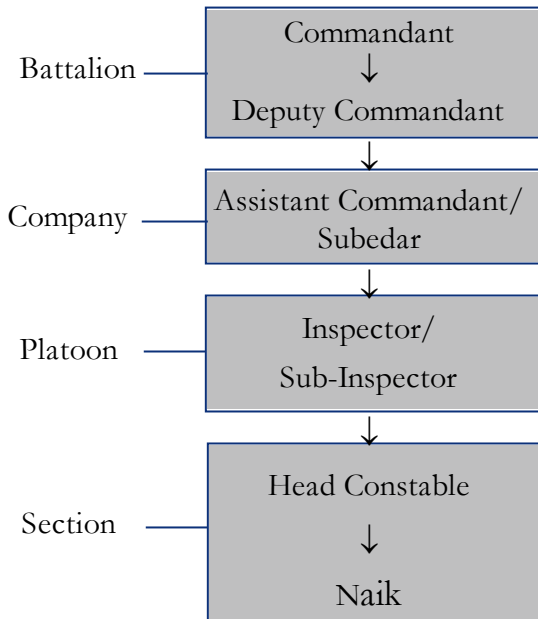 Battalion
Commandant
↓
Deputy Commandant
↓
Company
Assistant Commandant/
Subedar
↓
Platoon
Inspector/
Sub-Inspector
↓
Section
Head Constable
↓
Naik